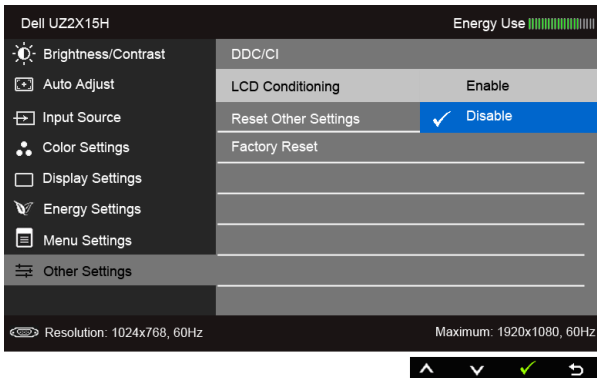 Dell UZ2X15H Energy Use
Brightness/Contrast DDC/CI
Auto Adjust LCD Conditioning Enable
Input Source Reset Other Settings Disable
Color Settings Factory Reset
Display Settings
Energy Settings
Menu Settings
Other Settings
Resolution: 1024x768, 60Hz Maximum: 1920x1080, 60Hz